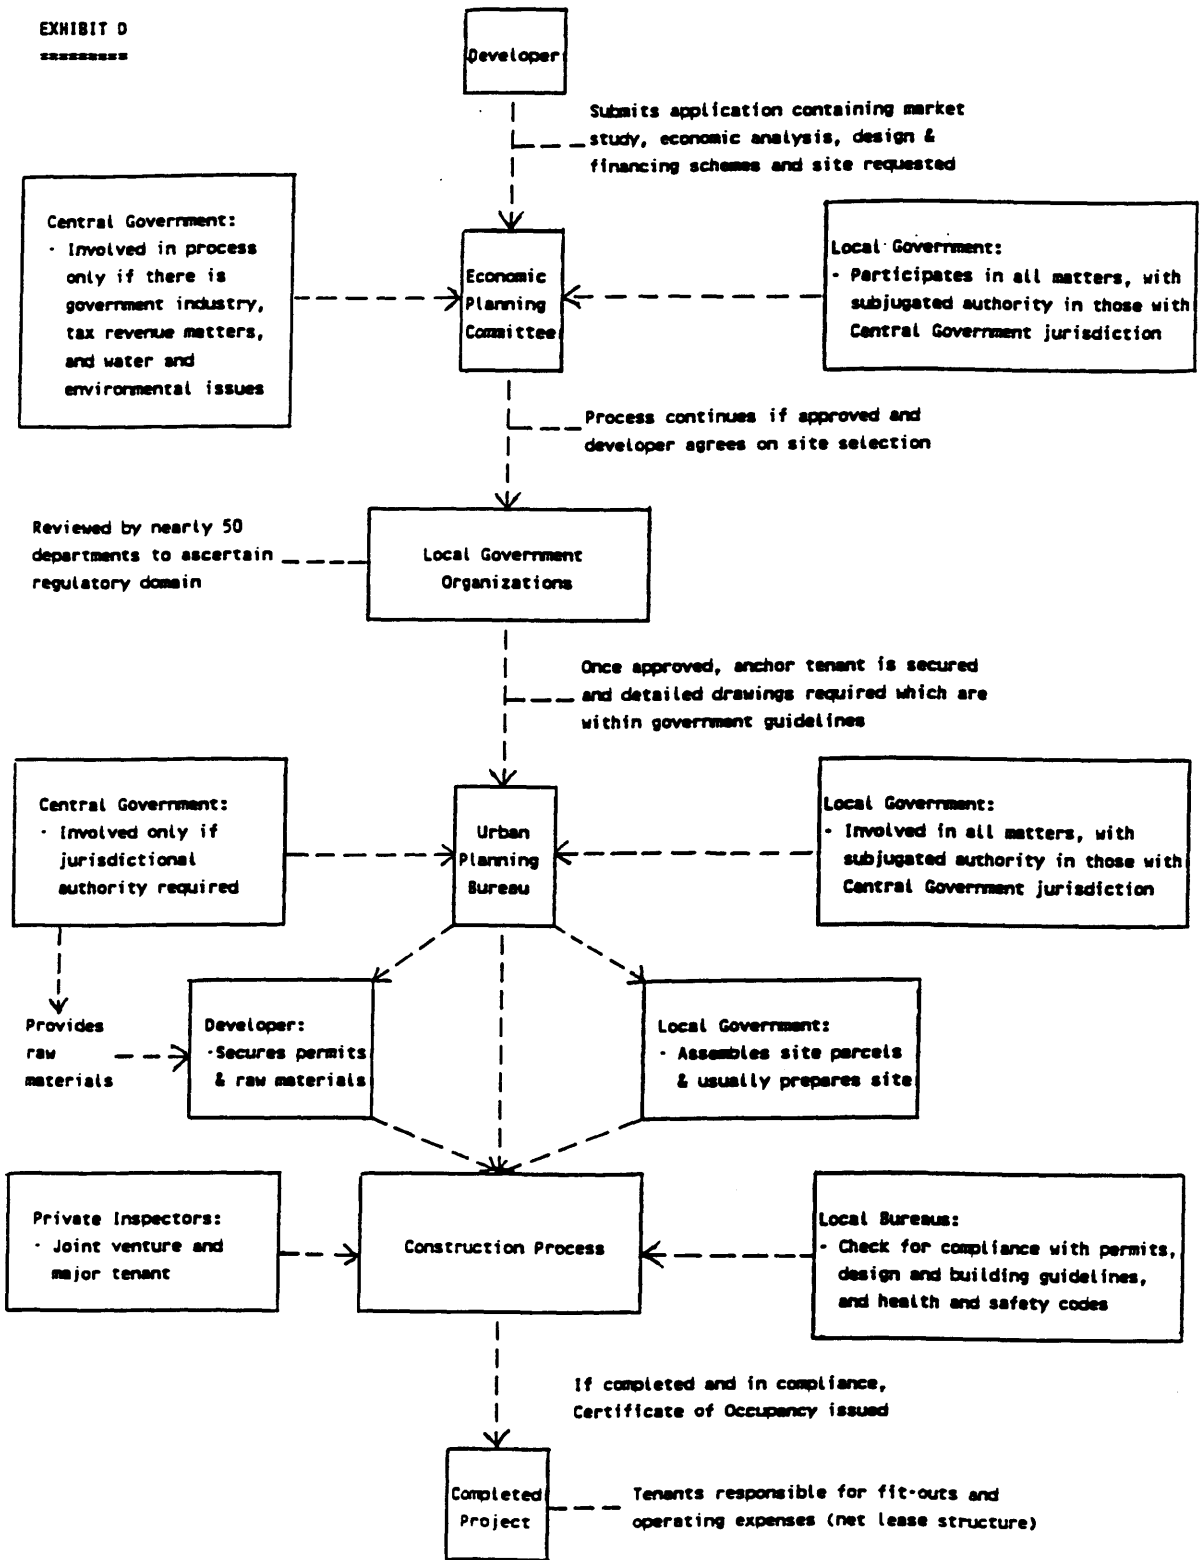 EXHIBIT D
=========
Developer
Submits application containing market
study, economic analysis, design &
financing schemes and site requested
Central Government:
- Involved in process
only if there is
government industry,
tax revenue matters,
and water and
environmental issues
Economic
Planning
Committee
Local Government:
- Participates in all matters, with
subjugated authority in those with
Central Government jurisdiction
Process continues if approved and
developer agrees on site selection
Reviewed by nearly 50
departments to ascertain
regulatory domain
Local Government
Organizations
Once approved, anchor tenant is secured
and detailed drawings required which are
within government guidelines
Central Government:
- Involved only if
jurisdictional
authority required
Urban
Planning
Bureau
Local Government:
- Involved in all matters, with
subjugated authority in those with
Central Government jurisdiction
Provides
raw
materials
Developer:
-Secures permits
& raw materials
Local Government:
- Assembles site parcels
& usually prepares site
Private Inspectors:
- Joint venture and
major tenant
Construction Process
Local Bureaus:
- Check for compliance with permits,
design and building guidelines,
and health and safety codes
If completed and in compliance,
Certificate of Occupancy issued
Completed
Project
Tenants responsible for fit-outs and
operating expenses (net lease structure)